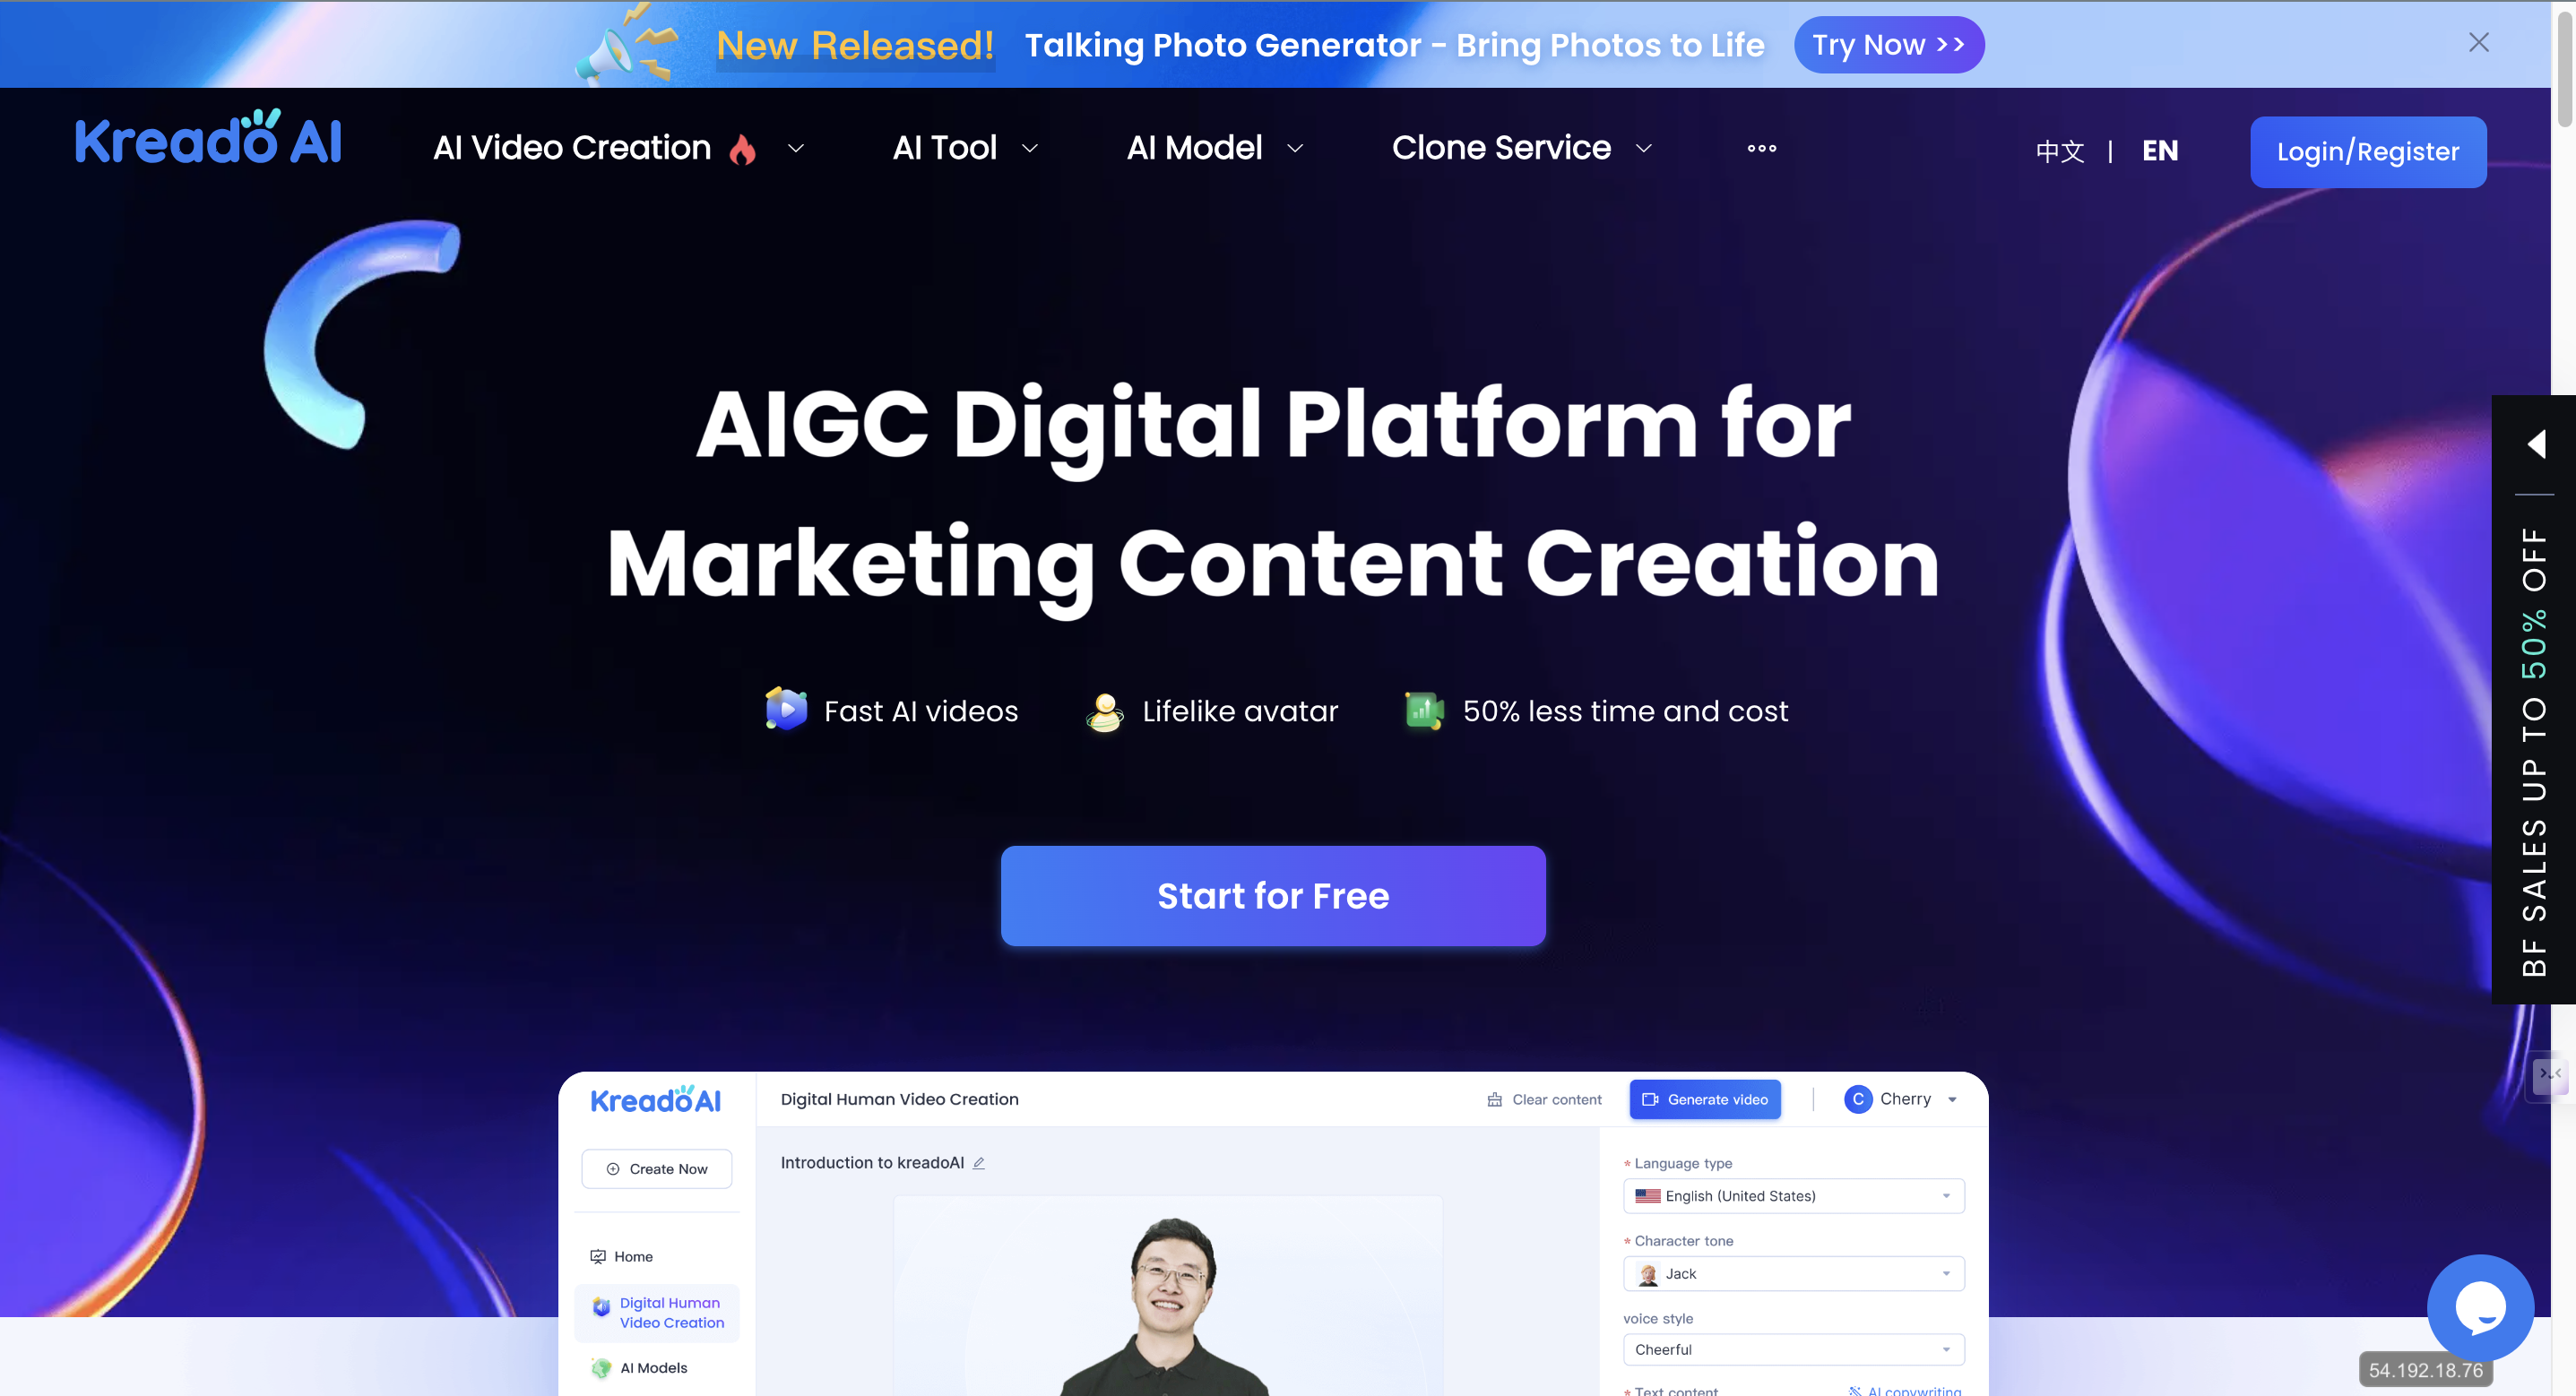 New Released! Talking Photo Generator - Bring Photos to Life Try Now >>
Kreado AI
AI Video Creation
AI Tool
AI Model
Clone Service
中文 | EN
Login/Register
AIGC Digital Platform for
Marketing Content Creation
Fast AI videos
Lifelike avatar
50% less time and cost
Start for Free
BF SALES UP TO 50% OFF
KreadoAI
Digital Human Video Creation
Clear content
Generate video
C Cherry
Create Now
Introduction to kreadoAI
* Language type
English (United States)
* Character tone
Jack
Home
Digital Human
Video Creation
voice style
Cheerful
AI Models
* Text content
AI copywriting
54.192.18.76